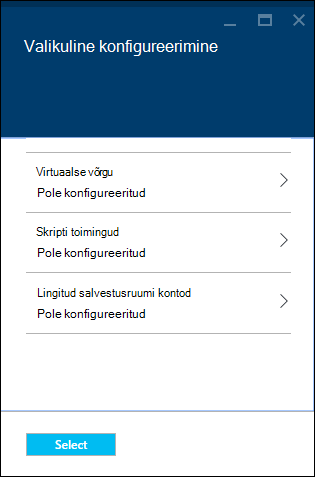 Valikuline konfigureerimine
Virtuaalse võrgu
Pole konfigureeritud
Skripti toimingud
Pole konfigureeritud
Lingitud salvestusruumi kontod
Pole konfigureeritud
Select